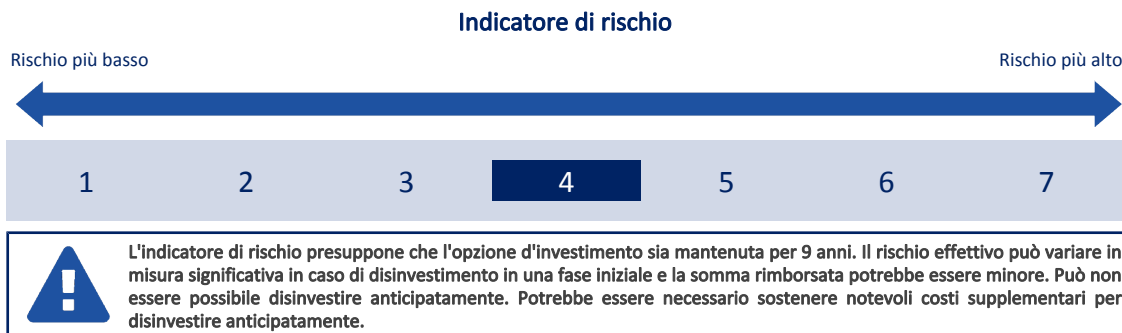 Indicatore di rischio
Rischio più basso Rischio più alto
1 2 3 4 5 6 7
L'indicatore di rischio presuppone che l'opzione d'investimento sia mantenuta per 9 anni. Il rischio effettivo può variare in
misura significativa in caso di disinvestimento in una fase iniziale e la somma rimborsata potrebbe essere minore. Può non
essere possibile disinvestire anticipatamente. Potrebbe essere necessario sostenere notevoli costi supplementari per
disinvestire anticipatamente.